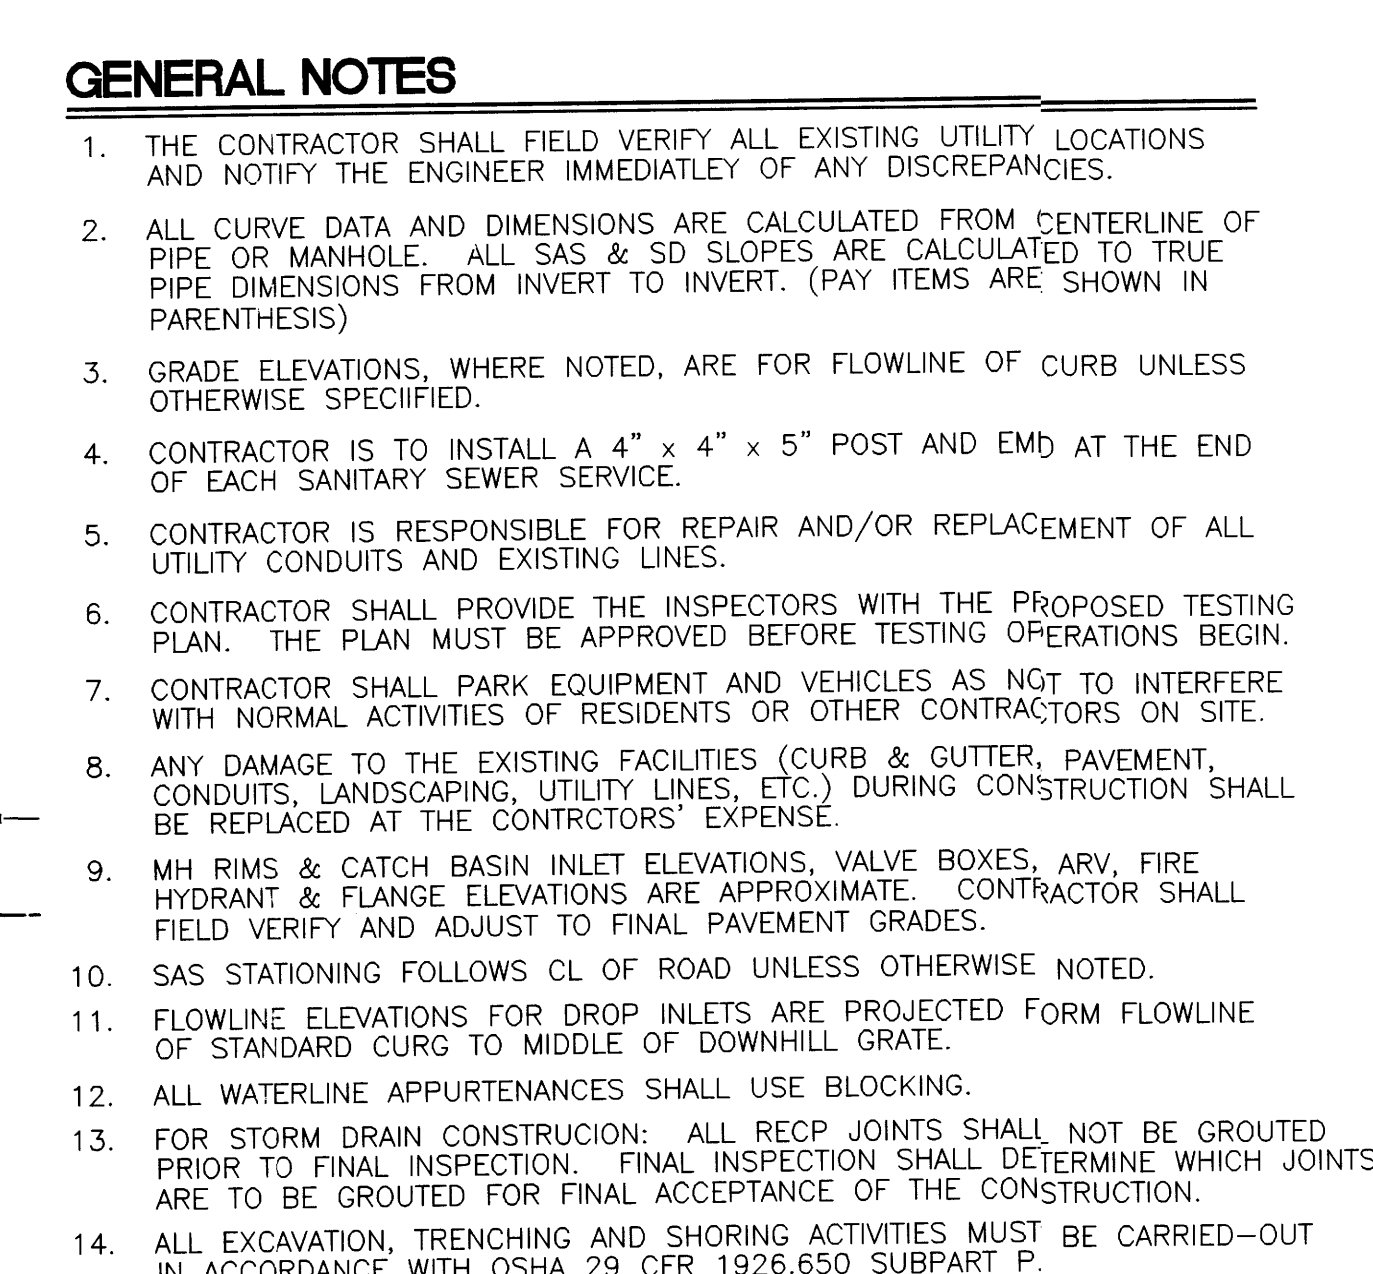 GENERAL NOTES
1. THE CONTRACTOR SHALL FIELD VERIFY ALL EXISTING UTILITY LOCATIONS
AND NOTIFY THE ENGINEER IMMEDIATLEY OF ANY DISCREPANCIES.
2. ALL CURVE DATA AND DIMENSIONS ARE CALCULATED FROM CENTERLINE OF
PIPE OR MANHOLE. ALL SAS & SD SLOPES ARE CALCULATED TO TRUE
PIPE DIMENSIONS FROM INVERT TO INVERT. (PAY ITEMS ARE SHOWN IN
PARENTHESIS)
3. GRADE ELEVATIONS, WHERE NOTED, ARE FOR FLOWLINE OF CURB UNLESS
OTHERWISE SPECIIFIED.
4. CONTRACTOR IS TO INSTALL A 4" x 4" x 5" POST AND EMD AT THE END
OF EACH SANITARY SEWER SERVICE.
5. CONTRACTOR IS RESPONSIBLE FOR REPAIR AND/OR REPLACEMENT OF ALL
UTILITY CONDUITS AND EXISTING LINES.
6. CONTRACTOR SHALL PROVIDE THE INSPECTORS WITH THE PROPOSED TESTING
PLAN. THE PLAN MUST BE APPROVED BEFORE TESTING OPERATIONS BEGIN.
7. CONTRACTOR SHALL PARK EQUIPMENT AND VEHICLES AS NOT TO INTERFERE
WITH NORMAL ACTIVITIES OF RESIDENTS OR OTHER CONTRACTORS ON SITE.
8. ANY DAMAGE TO THE EXISTING FACILITIES (CURB & GUTTER, PAVEMENT,
CONDUITS, LANDSCAPING, UTILITY LINES, ETC.) DURING CONSTRUCTION SHALL
BE REPLACED AT THE CONTRCTORS' EXPENSE.
9. MH RIMS & CATCH BASIN INLET ELEVATIONS, VALVE BOXES, ARV, FIRE
HYDRANT & FLANGE ELEVATIONS ARE APPROXIMATE. CONTRACTOR SHALL
FIELD VERIFY AND ADJUST TO FINAL PAVEMENT GRADES.
10. SAS STATIONING FOLLOWS CL OF ROAD UNLESS OTHERWISE NOTED.
11. FLOWLINE ELEVATIONS FOR DROP INLETS ARE PROJECTED FORM FLOWLINE
OF STANDARD CURG TO MIDDLE OF DOWNHILL GRATE.
12. ALL WATERLINE APPURTENANCES SHALL USE BLOCKING.
13. FOR STORM DRAIN CONSTRUCION: ALL RECP JOINTS SHALL NOT BE GROUTED
PRIOR TO FINAL INSPECTION. FINAL INSPECTION SHALL DETERMINE WHICH JOINTS
ARE TO BE GROUTED FOR FINAL ACCEPTANCE OF THE CONSTRUCTION.
14. ALL EXCAVATION, TRENCHING AND SHORING ACTIVITIES MUST BE CARRIED-OUT
IN ACCORDANCE WITH OSHA 29 CFR 1926.650 SUBPART P.